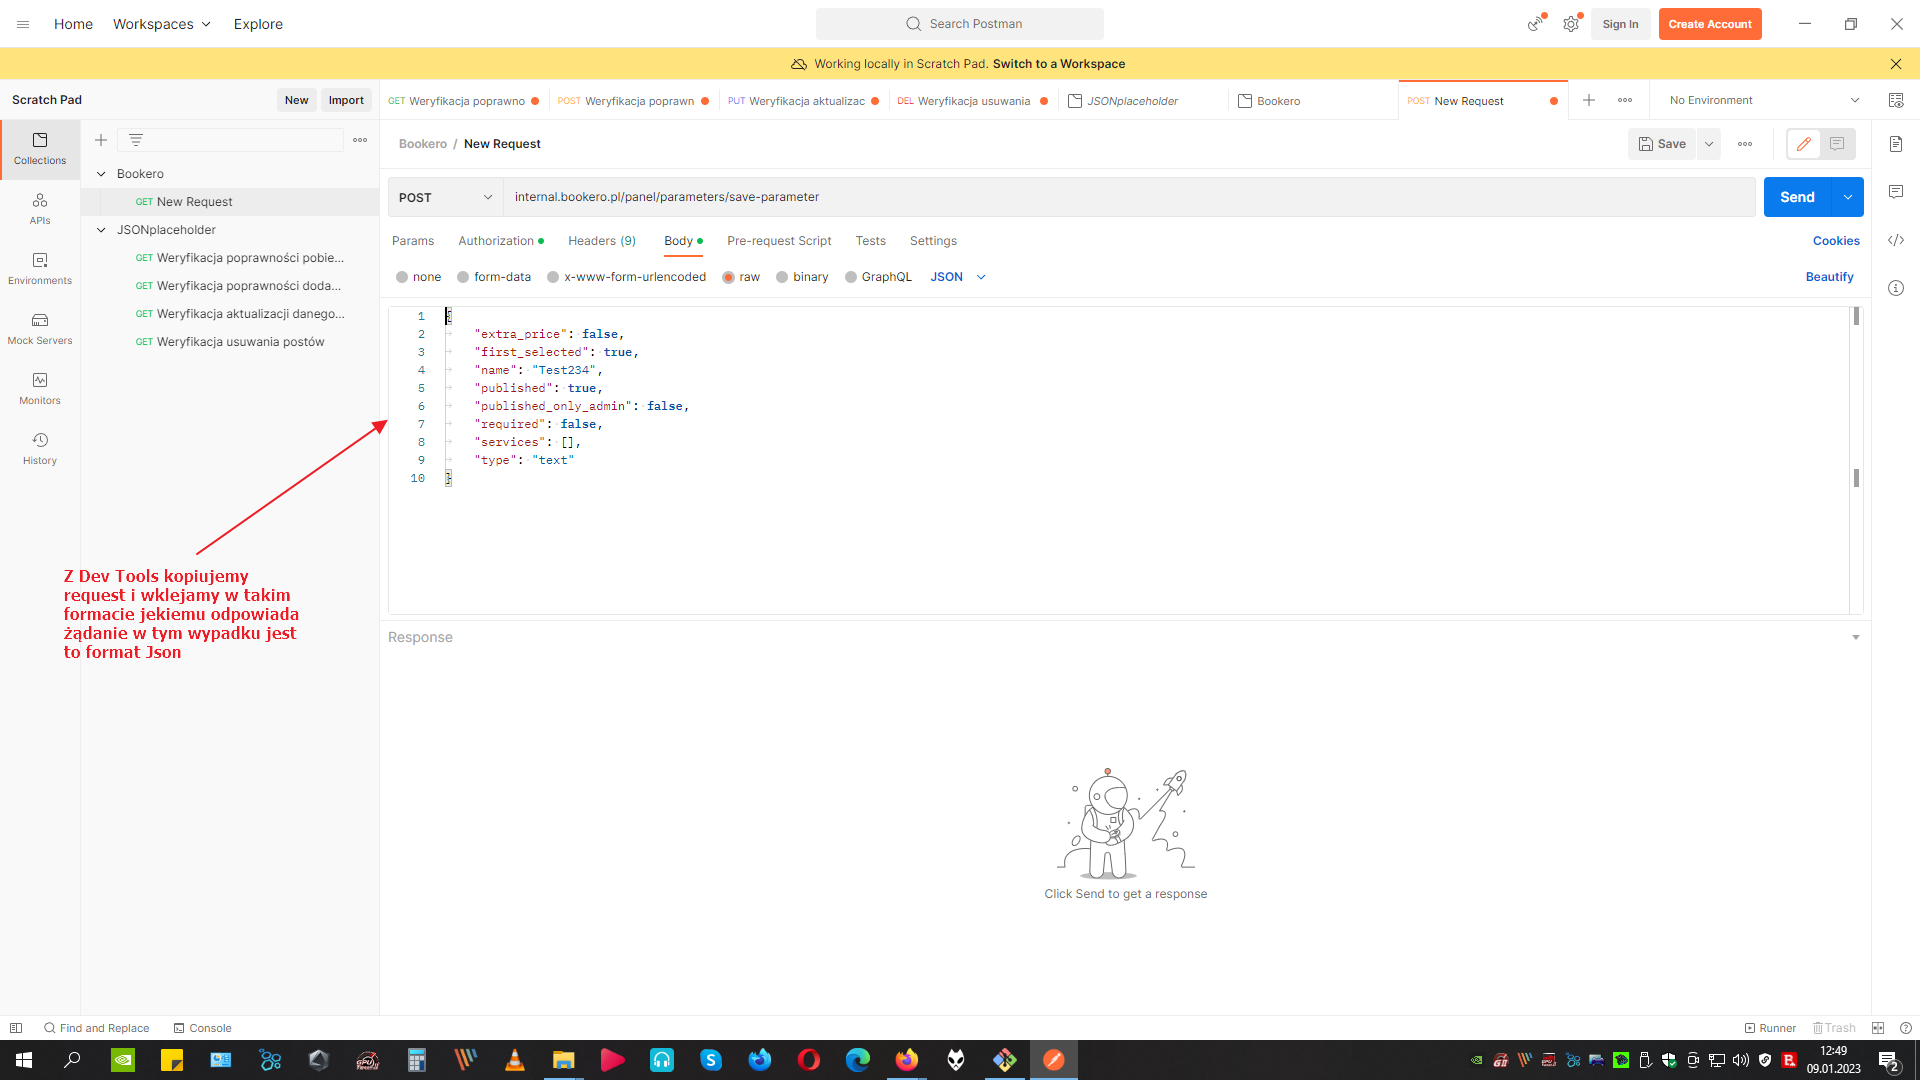 Home Workspaces Explore Search Postman Sign In Create Account
Working locally in Scratch Pad. Switch to a Workspace
Scratch Pad New Import GET Weryfikacja poprawno POST Weryfikacja poprawn PUT Weryfikacja aktualizac DEL Weryfikacja usuwania JSONplaceholder Bookero POST New Request No Environment
Collections
APIs
Environments
Mock Servers
Monitors
History
Bookero
GET New Request
JSONplaceholder
GET Weryfikacja poprawności pobie...
GET Weryfikacja poprawności doda...
GET Weryfikacja aktualizacji danego...
GET Weryfikacja usuwania postów
Z Dev Tools kopiujemy
request i wklejamy w takim
formacie jekiemu odpowiada
żądanie w tym wypadku jest
to format Json
Bookero / New Request Save
POST internal.bookero.pl/panel/parameters/save-parameter Send
Params Authorization Headers (9) Body Pre-request Script Tests Settings Cookies
none form-data x-www-form-urlencoded raw binary GraphQL JSON Beautify
1 {
2 "extra_price": false,
3 "first_selected": true,
4 "name": "Test234",
5 "published": true,
6 "published_only_admin": false,
7 "required": false,
8 "services": [],
9 "type": "text"
10 }
Response
Click Send to get a response
Find and Replace Console Runner Trash
12:49
09.01.2023
2